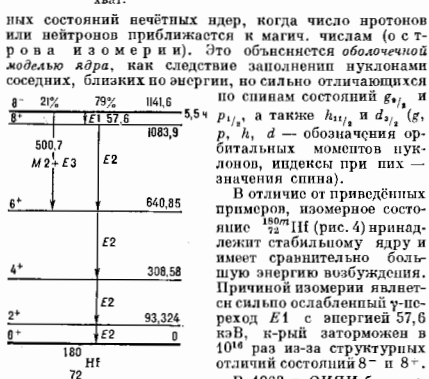 ных состояний нечётных ядер, когда число протонов
или нейтронов приближается к магич. числам (о с т-
р о в а и з о м е р и и). Это объясняется оболочечной
моделью ядра, как следствие заполнения нуклонами
соседних, близких по энергии, но сильно отличающихся
по спинам состояний g₉/₂ и
p₁/₂, а также h₁₁/₂ и d₃/₂ (g,
p, h, d — обозначения ор-
битальных моментов нук-
лонов, индексы при них —
значения спина).
В отличие от приведённых
примеров, изомерное состо-
яние ¹⁸⁰ᵐ₇₂Hf (рис. 4) принад-
лежит стабильному ядру и
имеет сравнительно боль-
шую энергию возбуждения.
Причиной изомерии являет-
ся сильно ослабленный γ-пе-
реход E1 с энергией 57,6
кэВ, к-рый заторможен в
10¹⁶ раз из-за структурных
отличий состояний 8⁻ и 8⁺.
8⁻ 21% 79% 1141,6
5,5ч
8⁺ E1 57,6
1083,9
500,7
M2+E3
E2
6⁺ 640,85
E2
4⁺ 308,58
E2
2⁺ 93,324
0⁺ E2 0
180
Hf
72